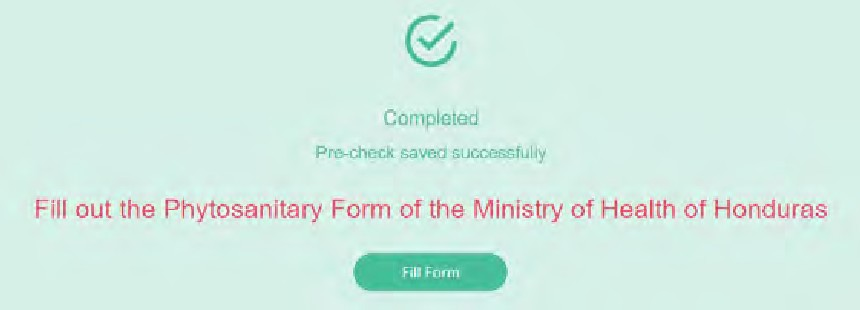 Completed
Pre-check saved successfully
Fill out the Phytosanitary Form of the Ministry of Health of Honduras
Fill Form